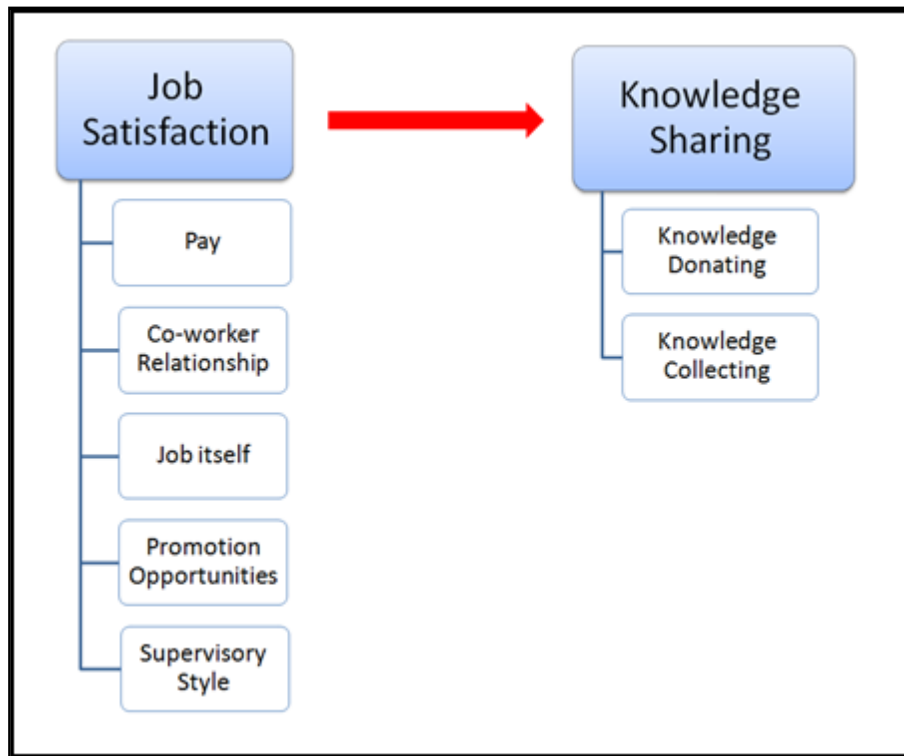 Job
Satisfaction
Pay
Co-worker
Relationship
Job itself
Promotion
Opportunities
Supervisory
Style
Knowledge
Sharing
Knowledge
Donating
Knowledge
Collecting